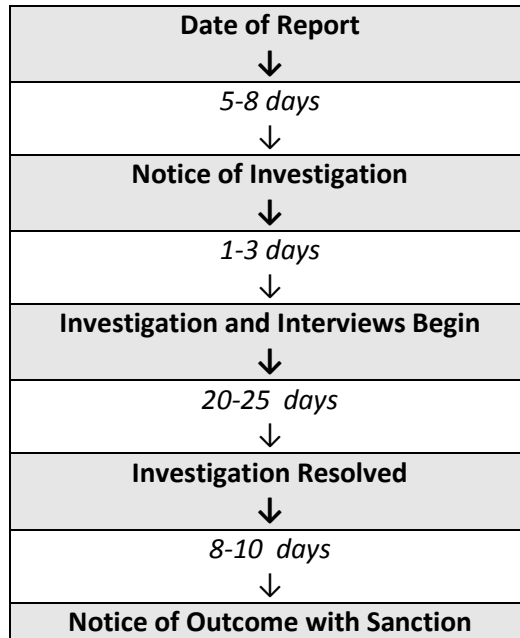 Date of Report
↓
5-8 days
↓
Notice of Investigation
↓
1-3 days
↓
Investigation and Interviews Begin
↓
20-25 days
↓
Investigation Resolved
↓
8-10 days
↓
Notice of Outcome with Sanction